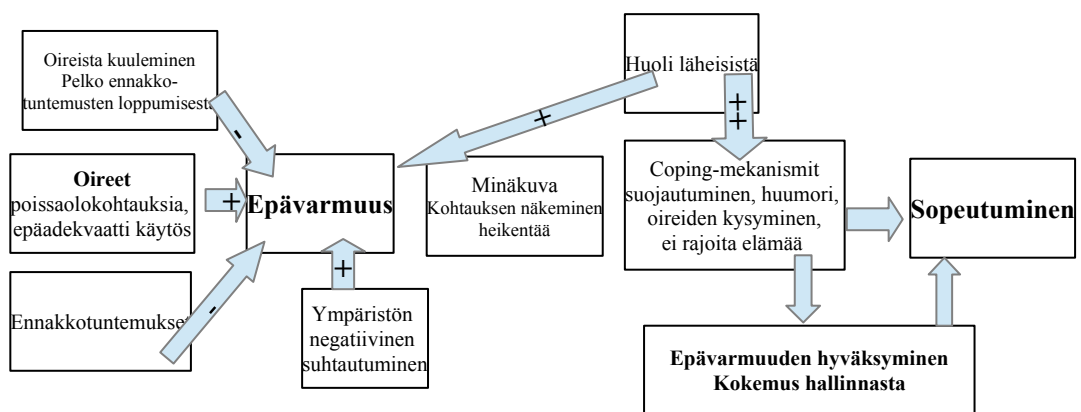 Oireista kuuleminen
Pelko ennakko-
tuntemusten loppumisesta
-
Oireet
poissaolokohtauksia,
epäadekvaatti käytös
+
Ennakkotuntemukset
-
Epävarmuus
+
Ympäristön
negatiivinen
suhtautuminen
Minäkuva
Kohtauksen näkeminen
heikentää
+
Huoli läheisistä
+
+
Coping-mekanismit
suojautuminen, huumori,
oireiden kysyminen,
ei rajoita elämää
Sopeutuminen
Epävarmuuden hyväksyminen
Kokemus hallinnasta